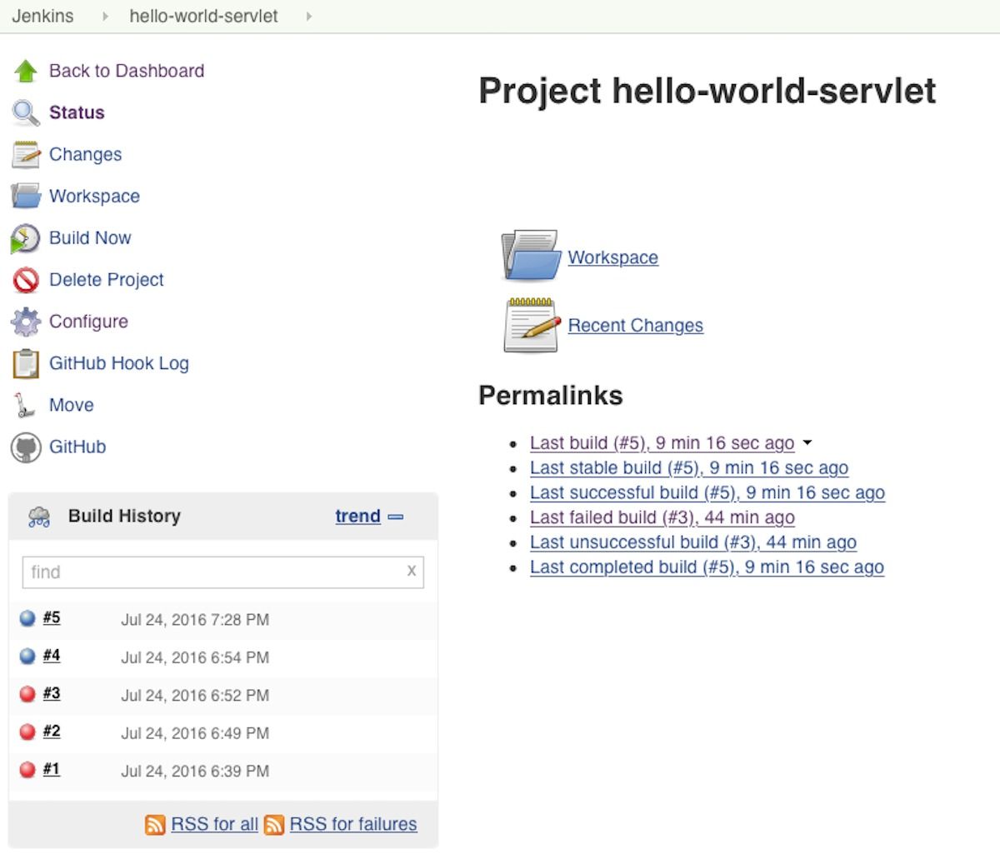 Jenkins hello-world-servlet
Back to Dashboard
Status
Changes
Workspace
Build Now
Delete Project
Configure
GitHub Hook Log
Move
GitHub
Build History trend
find X
#5 Jul 24, 2016 7:28 PM
#4 Jul 24, 2016 6:54 PM
#3 Jul 24, 2016 6:52 PM
#2 Jul 24, 2016 6:49 PM
#1 Jul 24, 2016 6:39 PM
RSS for all RSS for failures
Project hello-world-servlet
Workspace
Recent Changes
Permalinks
Last build (#5), 9 min 16 sec ago
Last stable build (#5), 9 min 16 sec ago
Last successful build (#5), 9 min 16 sec ago
Last failed build (#3), 44 min ago
Last unsuccessful build (#3), 44 min ago
Last completed build (#5), 9 min 16 sec ago